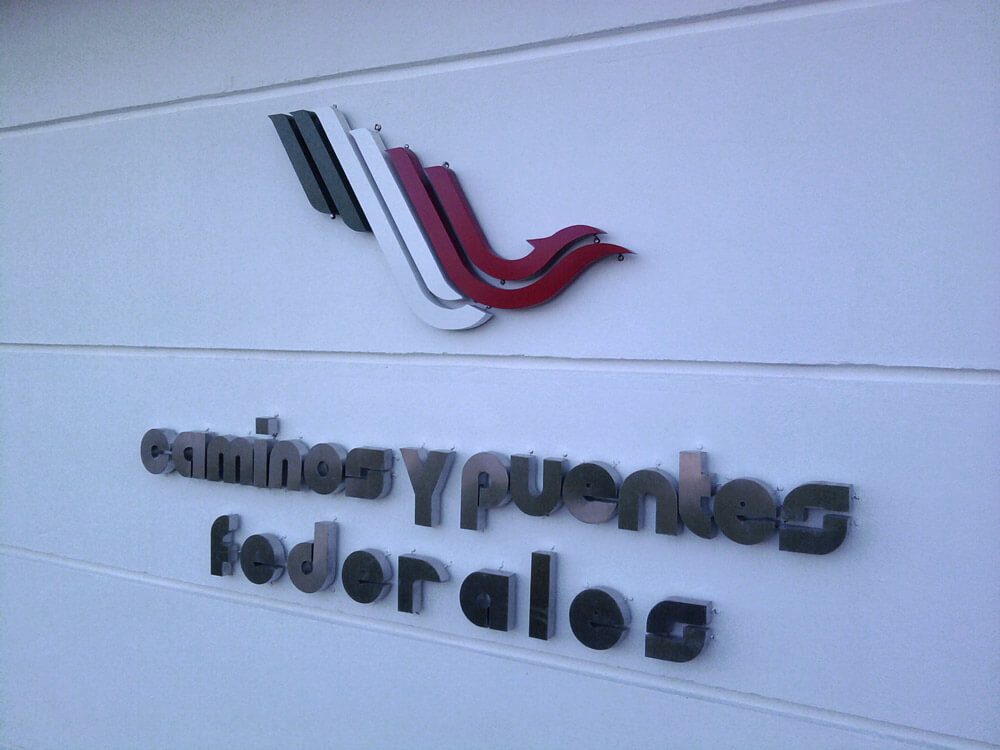 caminos Y puentes
federales